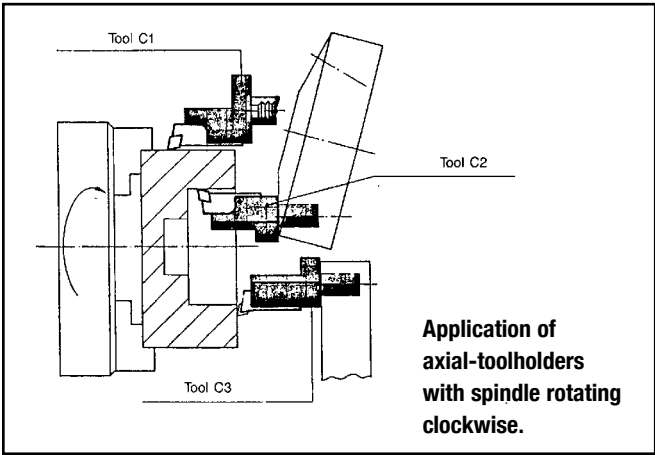 Tool C1
Tool C2
Tool C3
Application of
axial-toolholders
with spindle rotating
clockwise.